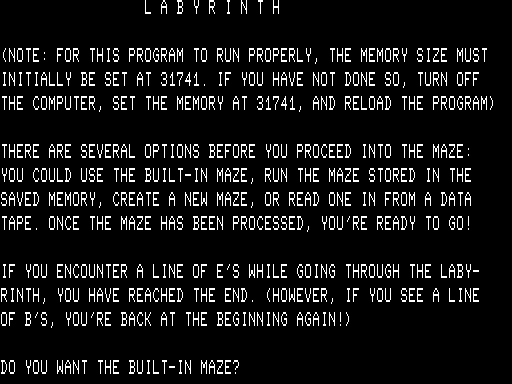 L A B Y R I N T H
(NOTE: FOR THIS PROGRAM TO RUN PROPERLY, THE MEMORY SIZE MUST
INITIALLY BE SET AT 31741. IF YOU HAVE NOT DONE SO, TURN OFF
THE COMPUTER, SET THE MEMORY AT 31741, AND RELOAD THE PROGRAM)
THERE ARE SEVERAL OPTIONS BEFORE YOU PROCEED INTO THE MAZE:
YOU COULD USE THE BUILT-IN MAZE, RUN THE MAZE STORED IN THE
SAVED MEMORY, CREATE A NEW MAZE, OR READ ONE IN FROM A DATA
TAPE. ONCE THE MAZE HAS BEEN PROCESSED, YOU'RE READY TO GO!
IF YOU ENCOUNTER A LINE OF E'S WHILE GOING THROUGH THE LABY-
RINTH, YOU HAVE REACHED THE END. (HOWEVER, IF YOU SEE A LINE
OF B'S, YOU'RE BACK AT THE BEGINNING AGAIN!)
DO YOU WANT THE BUILT-IN MAZE?